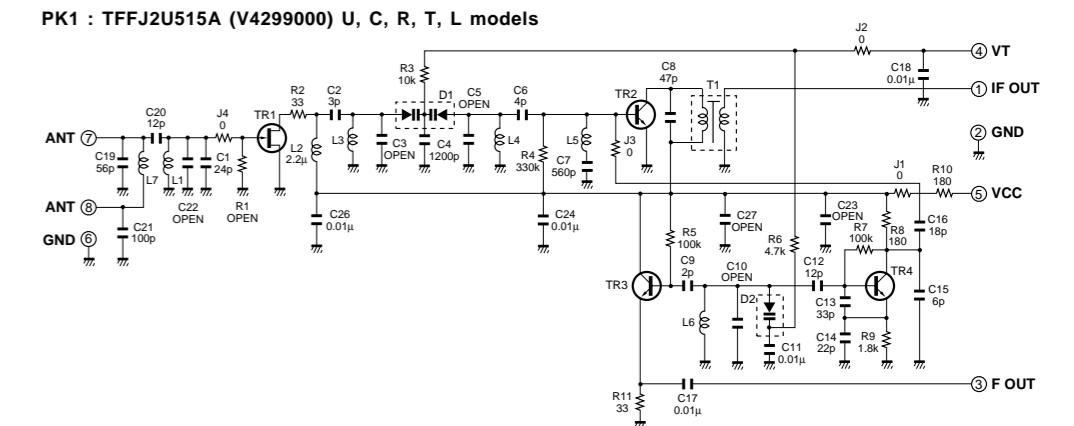 PK1 : TFFJ2U515A (V4299000) U, C, R, T, L models
J2
0
④ VT
R3
10k
C8
47p
T1
C18
0.01µ
① IF OUT
R2
33
C2
3p
D1
C5
OPEN
C6
4p
TR2
C20
12p
J4
0
TR1
② GND
ANT ⑦
L2
2.2µ
L3
C3
OPEN
C4
1200p
L4
R4
330k
L5
C7
560p
J3
0
C19
56p
L7
L1
C1
24p
C22
OPEN
R1
OPEN
J1
0
R10
180
⑤ VCC
ANT ⑧
C21
100p
GND ⑥
C26
0.01µ
C24
0.01µ
C27
OPEN
C23
OPEN
R8
180
C16
18p
R5
100k
R6
4.7k
R7
100k
TR3
C9
2p
C10
OPEN
C12
12p
TR4
D2
L6
C13
33p
C15
6p
C14
22p
R9
1.8k
C11
0.01µ
R11
33
C17
0.01µ
③ F OUT